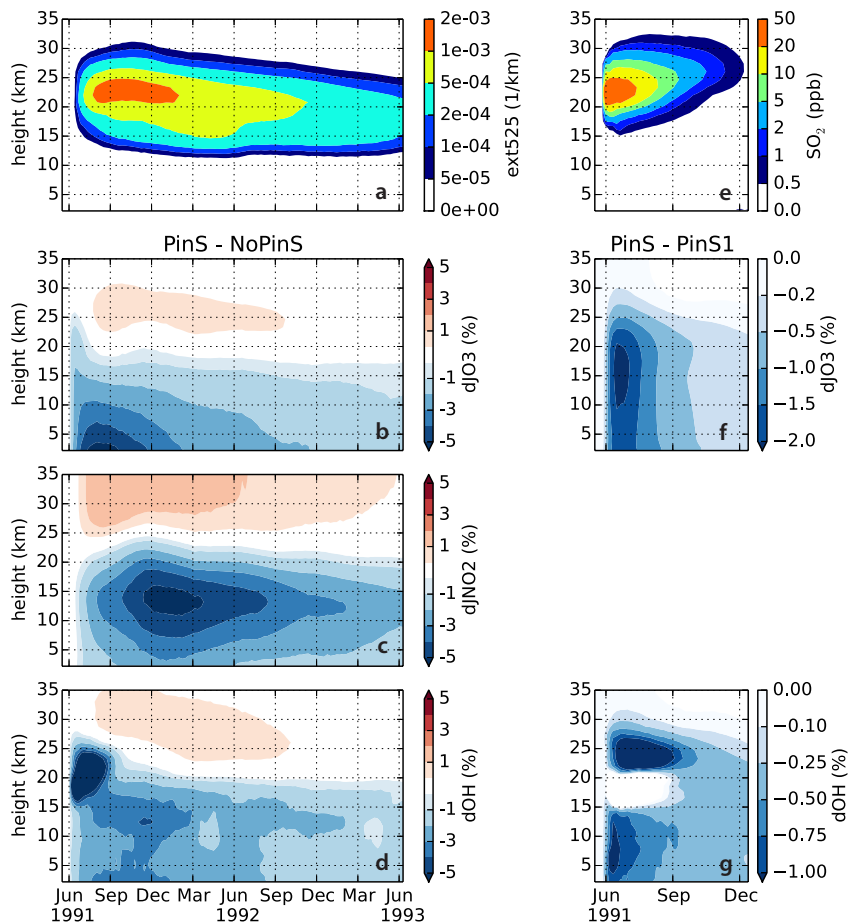 35
30
25
20
15
10
5
height (km)
a
2e-03
1e-03
5e-04
2e-04
1e-04
5e-05
0e+00
ext525 (1/km)
35
30
25
20
15
10
5
e
50
20
10
5
2
1
0.5
0.0
SO₂ (ppb)
PinS - NoPinS
35
30
25
20
15
10
5
height (km)
b
5
3
1
-1
-3
-5
dJO3 (%)
PinS - PinS1
35
30
25
20
15
10
5
f
0.0
−0.2
−0.5
−1.0
−1.5
−2.0
dJO3 (%)
35
30
25
20
15
10
5
height (km)
c
5
3
1
-1
-3
-5
dJNO2 (%)
35
30
25
20
15
10
5
height (km)
d
Jun Sep Dec Mar Jun Sep Dec Mar Jun
1991 1992 1993
5
3
1
-1
-3
-5
dOH (%)
35
30
25
20
15
10
5
g
Jun Sep Dec
1991
0.00
−0.10
−0.25
−0.50
−0.75
−1.00
dOH (%)